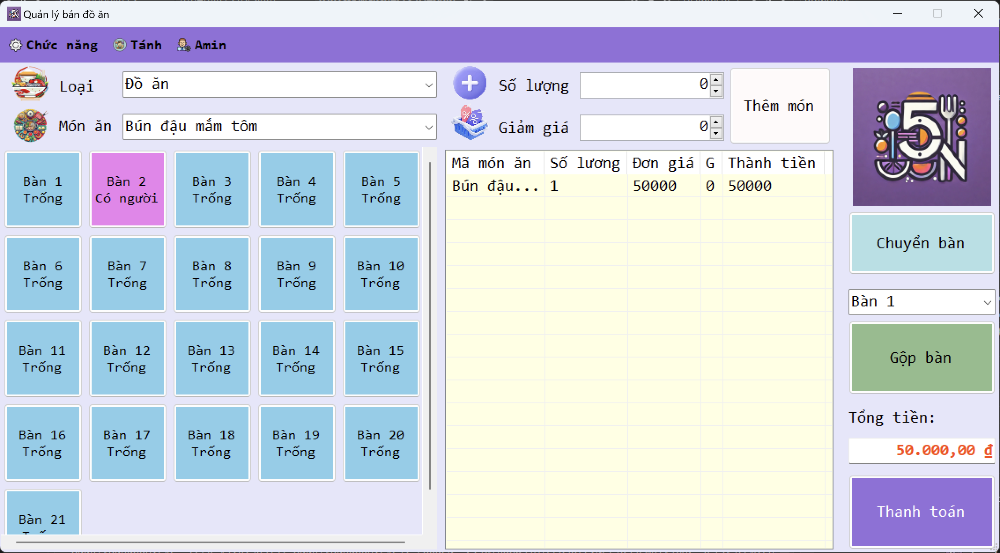 Quản lý bán đồ ăn
Chức năng Tánh Amin
Loại Đồ ăn
Món ăn Bún đậu mắm tôm
Số lượng 0
Giảm giá 0
Thêm món
5
N
Bàn 1
Trống
Bàn 2
Có người
Bàn 3
Trống
Bàn 4
Trống
Bàn 5
Trống
Bàn 6
Trống
Bàn 7
Trống
Bàn 8
Trống
Bàn 9
Trống
Bàn 10
Trống
Bàn 11
Trống
Bàn 12
Trống
Bàn 13
Trống
Bàn 14
Trống
Bàn 15
Trống
Bàn 16
Trống
Bàn 17
Trống
Bàn 18
Trống
Bàn 19
Trống
Bàn 20
Trống
Bàn 21
Mã món ăn Số lương Đơn giá G Thành tiền
Bún đậu... 1 50000 0 50000
Chuyển bàn
Bàn 1
Gộp bàn
Tổng tiền:
50.000,00 ₫
Thanh toán